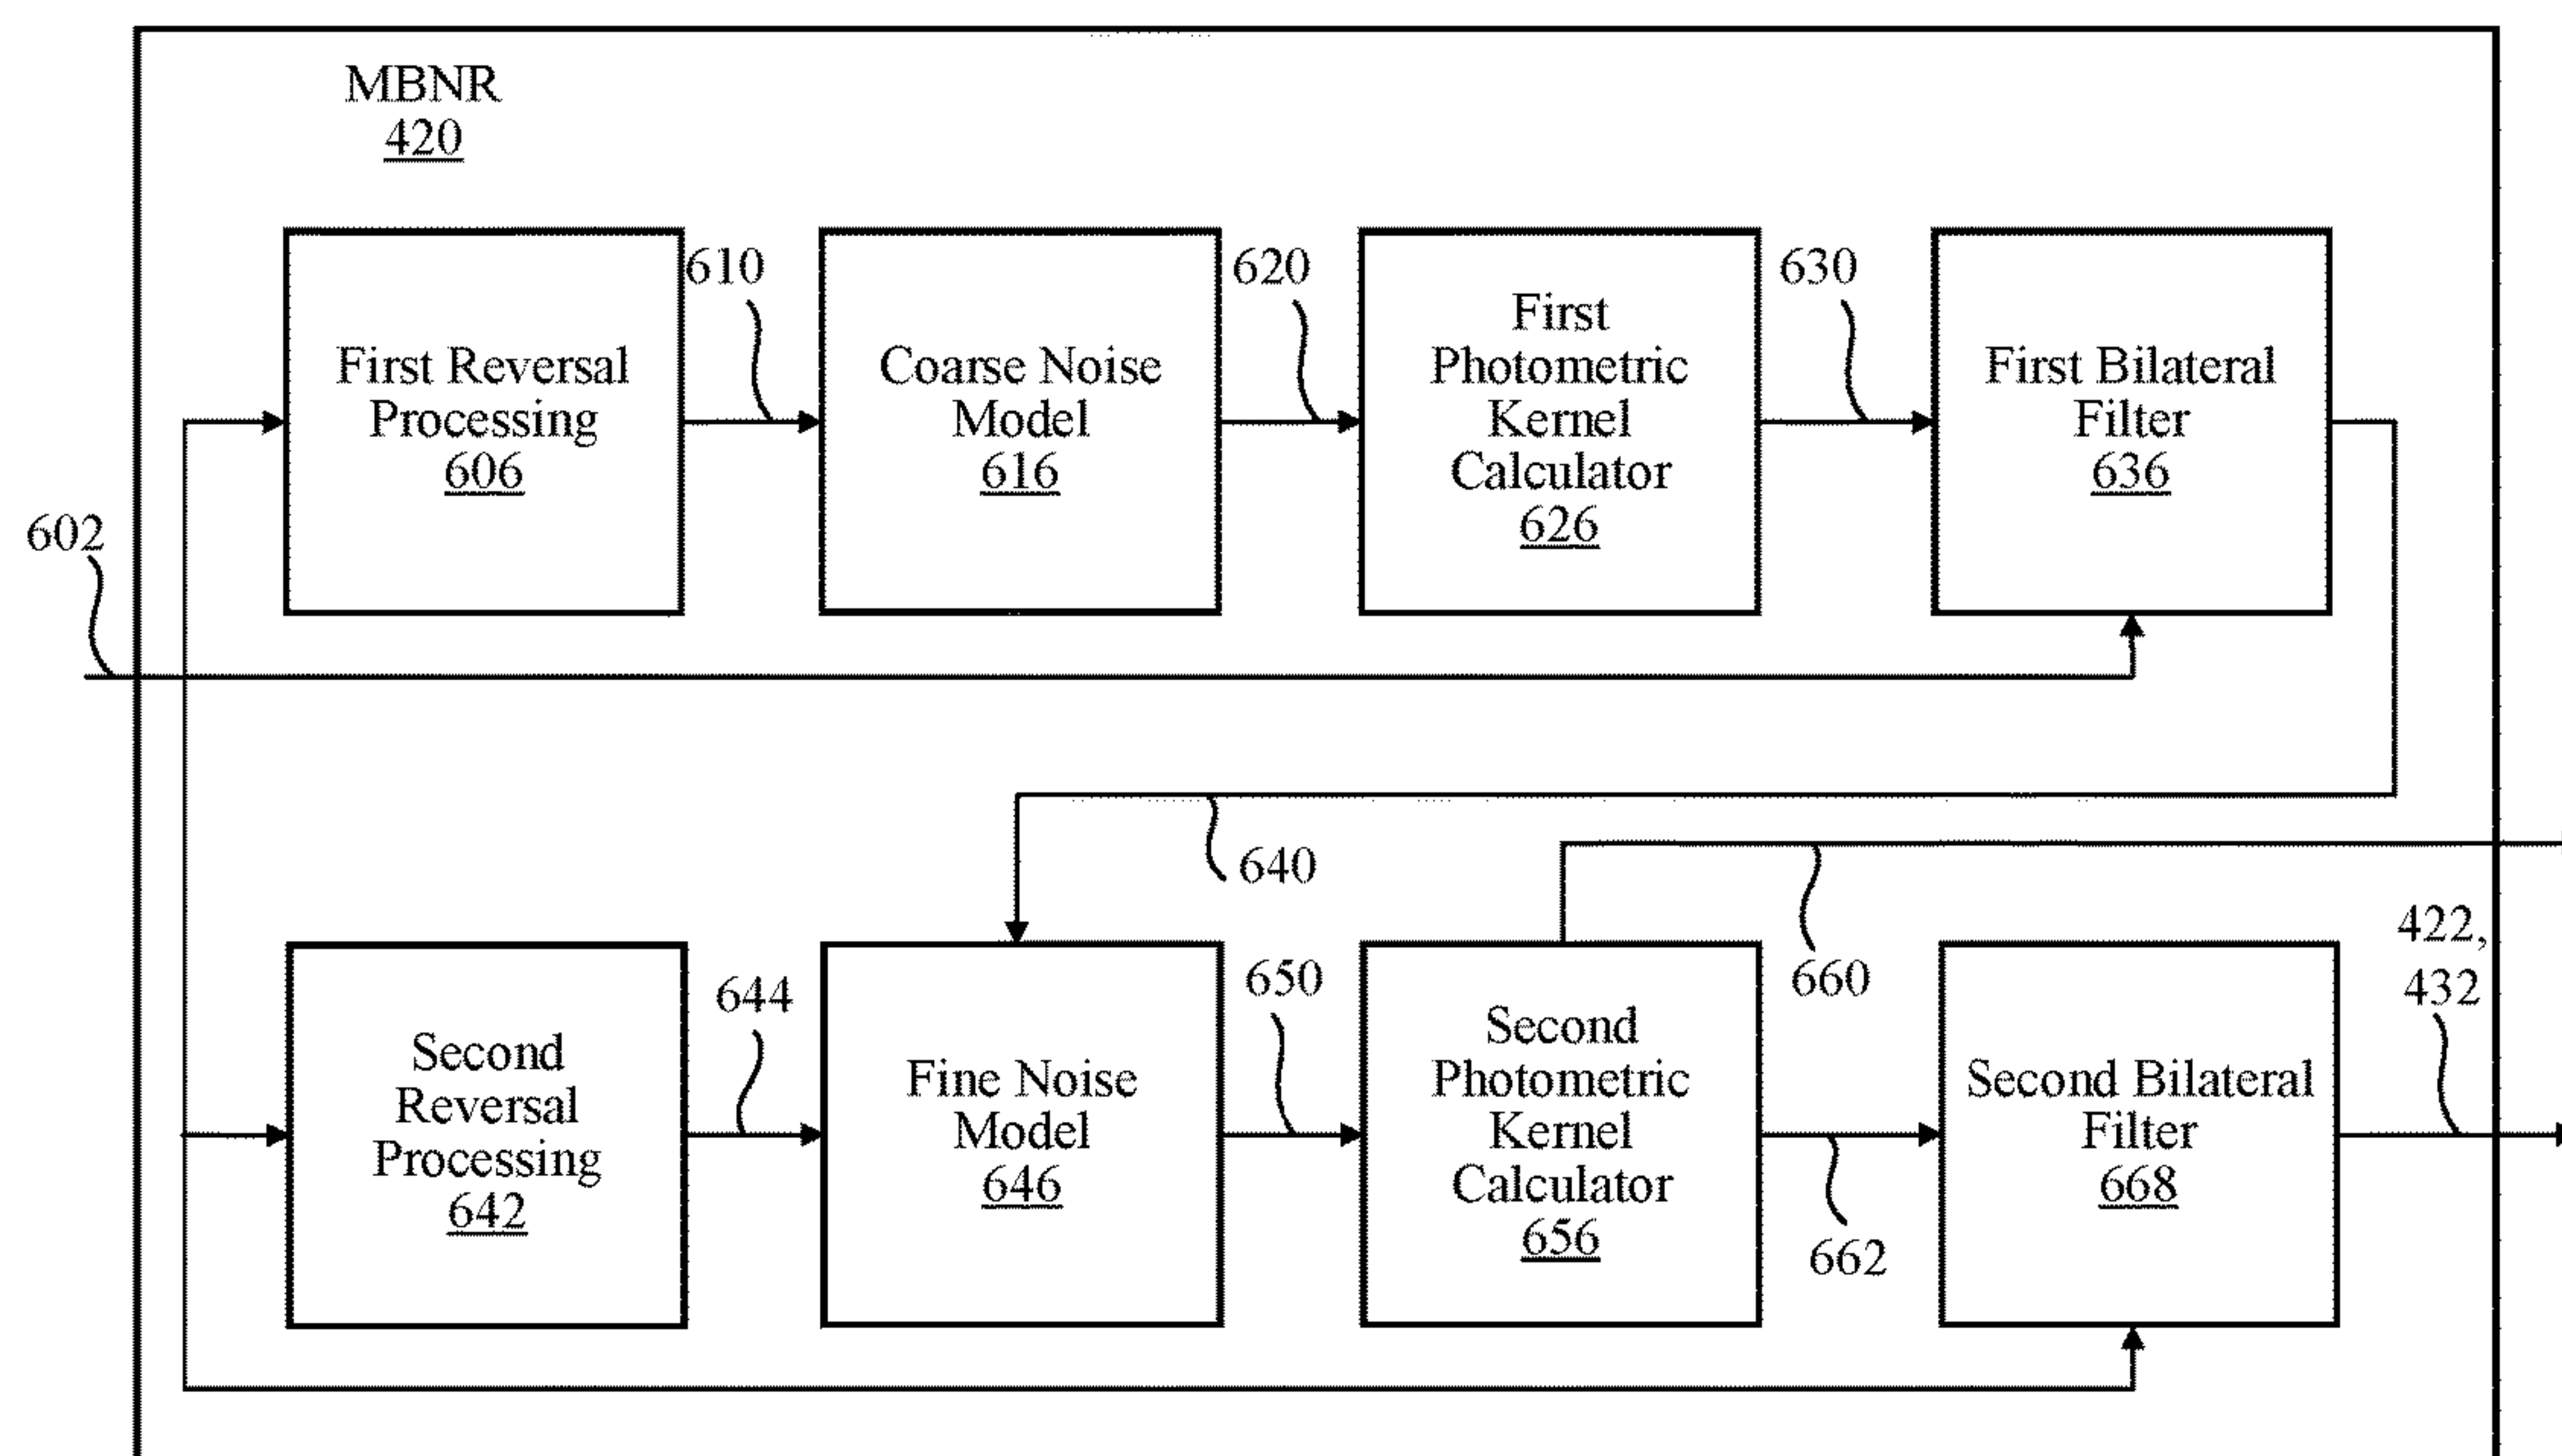 MBNR
420
610
620
630
First Reversal
Processing
606
Coarse Noise
Model
616
First
Photometric
Kernel
Calculator
626
First Bilateral
Filter
636
602
640
660
422,
432
644
650
662
Second
Reversal
Processing
642
Fine Noise
Model
646
Second
Photometric
Kernel
Calculator
656
Second Bilateral
Filter
668